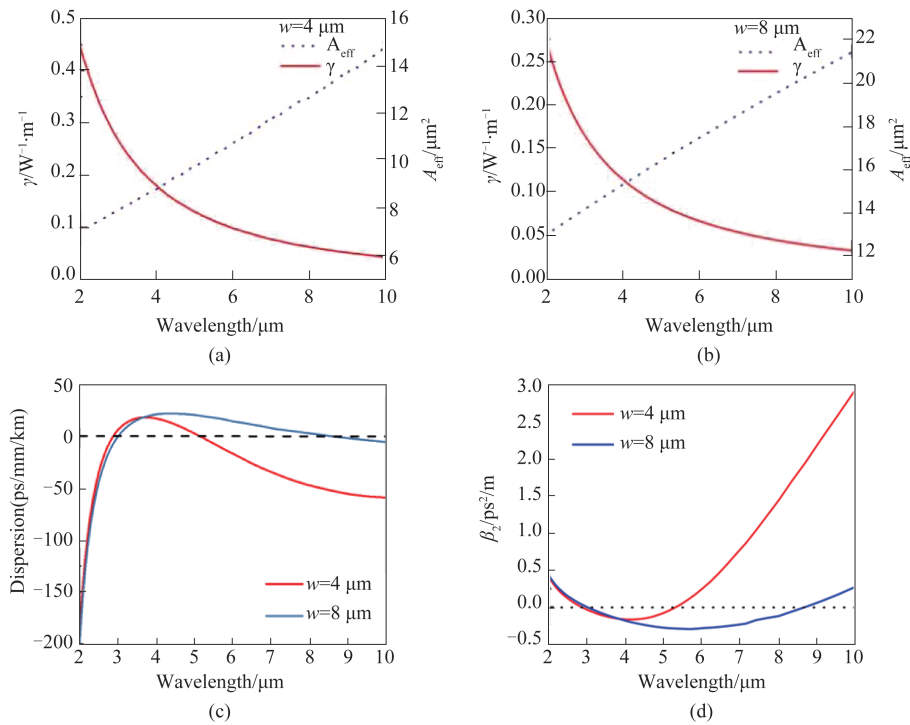 w=4 μm
A_eff
γ
0.5
0.4
0.3
0.2
0.1
0.0
γ/W⁻¹·m⁻¹
16
14
12
10
8
6
A_eff/μm²
2 4 6 8 10
Wavelength/μm
(a)
w=8 μm
A_eff
γ
0.30
0.25
0.20
0.15
0.10
0.05
0.00
γ/W⁻¹·m⁻¹
22
20
18
16
14
12
A_eff/μm²
2 4 6 8 10
Wavelength/μm
(b)
50
0
−50
−100
−150
−200
Dispersion(ps/mm/km)
w=4 μm
w=8 μm
2 3 4 5 6 7 8 9 10
Wavelength/μm
(c)
3.0
2.5
2.0
1.5
1.0
0.0
−0.5
β₂/ps²/m
w=4 μm
w=8 μm
2 3 4 5 6 7 8 9 10
Wavelength/μm
(d)